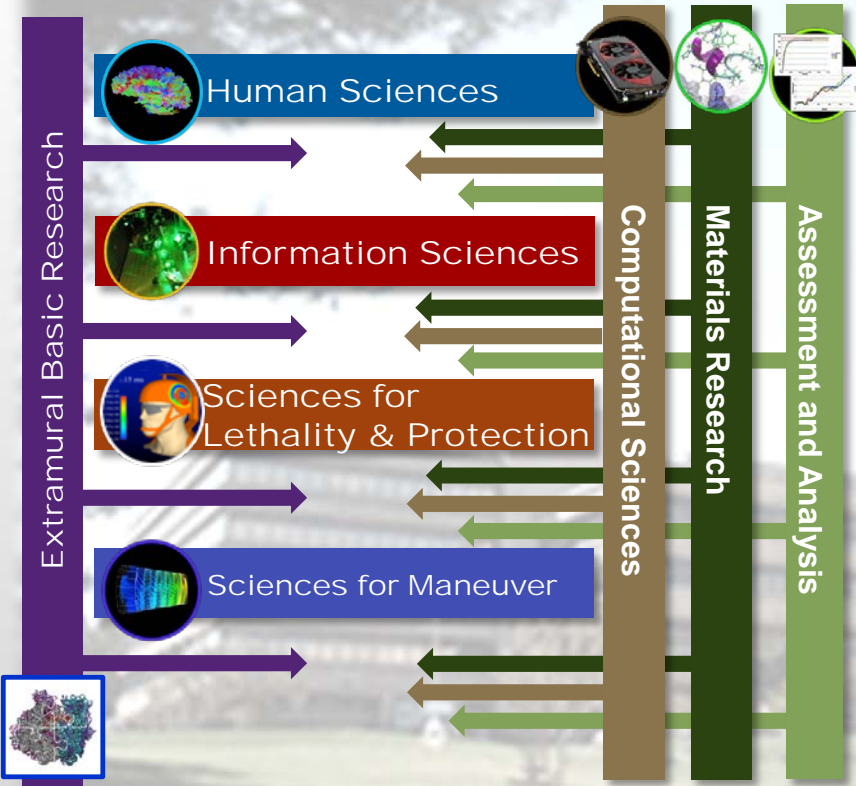 Extramural Basic Research
Human Sciences
Information Sciences
Sciences for
Lethality & Protection
Sciences for Maneuver
Computational Sciences
Materials Research
Assessment and Analysis